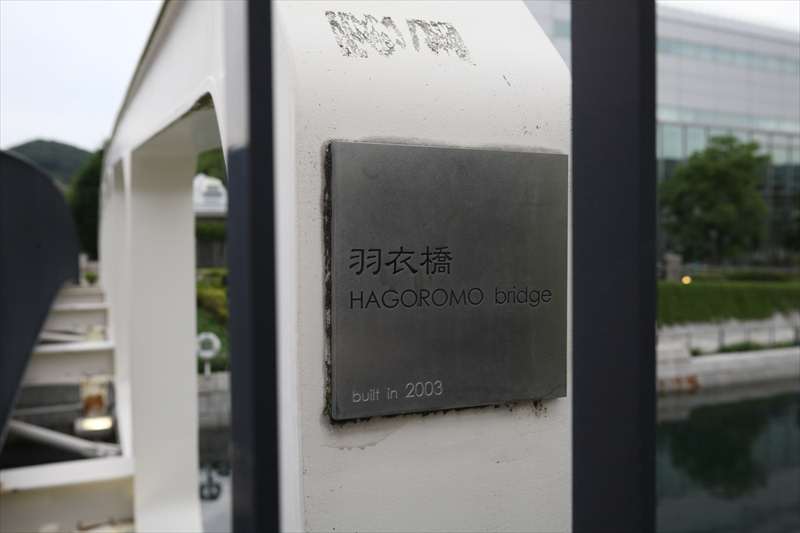 羽衣橋
HAGOROMO bridge
built in 2003